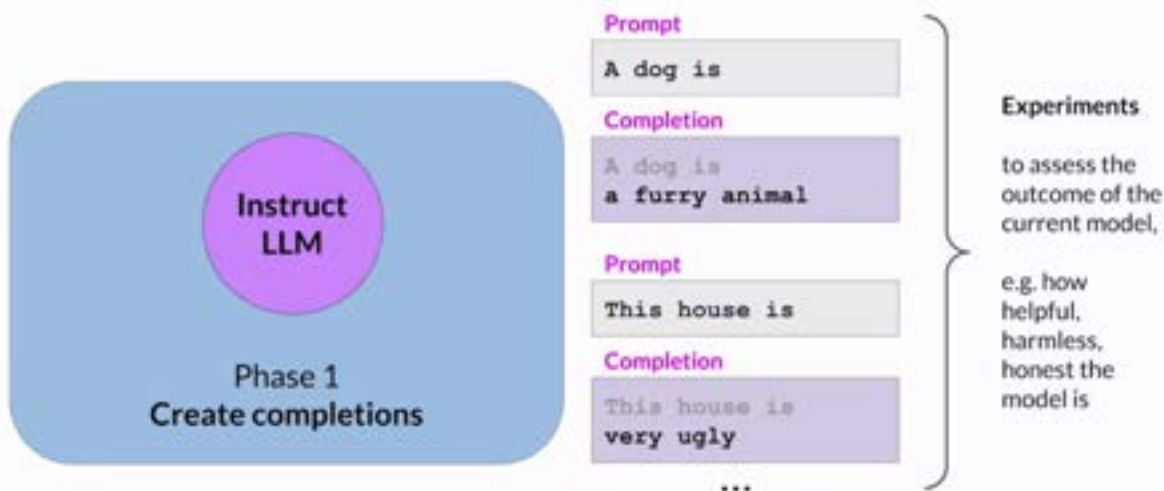 Instruct
LLM
Phase 1
Create completions
Prompt
A dog is
Completion
A dog is
a furry animal
Prompt
This house is
Completion
This house is
very ugly
...
Experiments
to assess the
outcome of the
current model,
e.g. how
helpful,
harmless,
honest the
model is